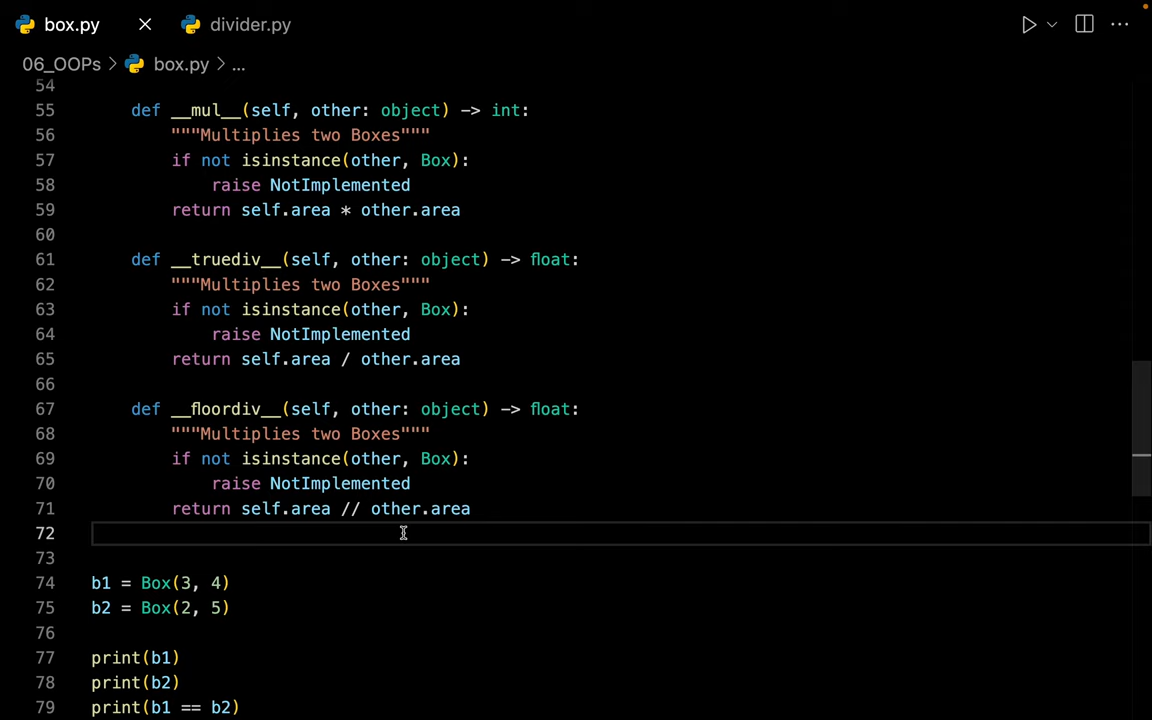 box.py
divider.py
06_OOPs > box.py > ...
54
55 def __mul__(self, other: object) -> int:
56 """Multiplies two Boxes"""
57 if not isinstance(other, Box):
58 raise NotImplemented
59 return self.area * other.area
60
61 def __truediv__(self, other: object) -> float:
62 """Multiplies two Boxes"""
63 if not isinstance(other, Box):
64 raise NotImplemented
65 return self.area / other.area
66
67 def __floordiv__(self, other: object) -> float:
68 """Multiplies two Boxes"""
69 if not isinstance(other, Box):
70 raise NotImplemented
71 return self.area // other.area
72
73
74 b1 = Box(3, 4)
75 b2 = Box(2, 5)
76
77 print(b1)
78 print(b2)
79 print(b1 == b2)